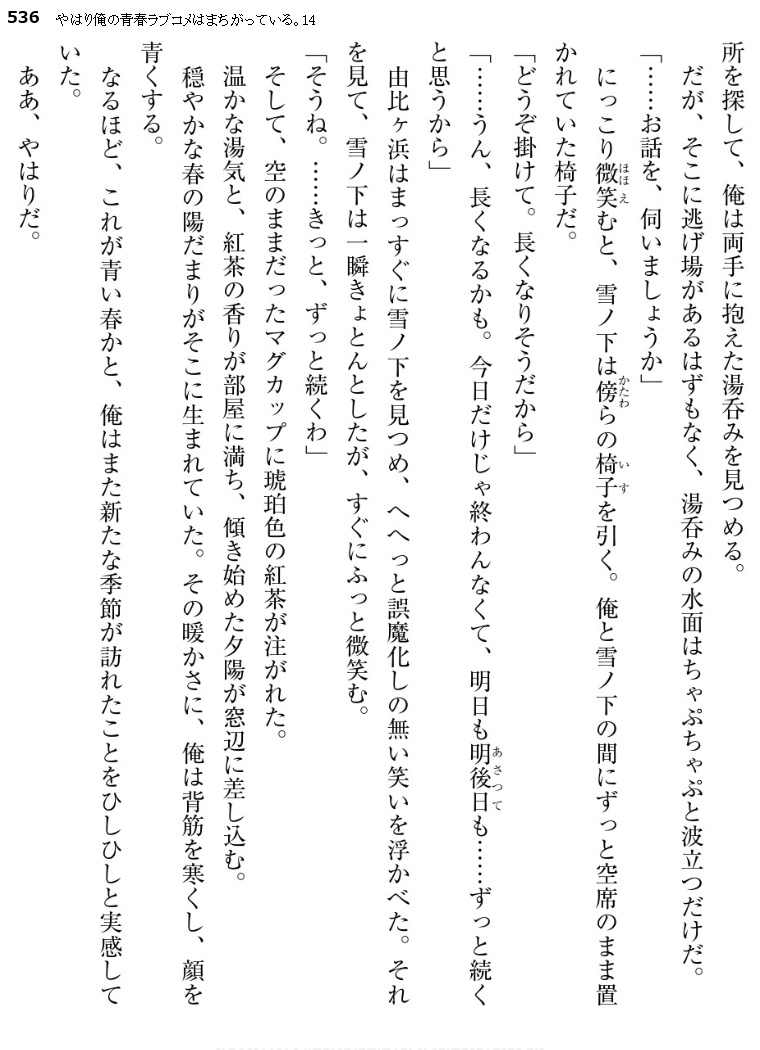 536 やはり俺の青春ラブコメはまちがっている。14
所を探して、俺は両手に抱えた湯呑みを見つめる。
だが、そこに逃げ場があるはずもなく、湯呑みの水面はちゃぷちゃぷと波立つだけだ。
「……お話を、伺いましょうか」
にっこり微笑むと、雪ノ下は傍らの椅子を引く。俺と雪ノ下の間にずっと空席のまま置
ほほ え
かたわ
い す
かれていた椅子だ。
「どうぞ掛けて。長くなりそうだから」
「……うん、長くなるかも。今日だけじゃ終わんなくて、明日も明後日も……ずっと続く
あさつて
と思うから」
由比ヶ浜はまっすぐに雪ノ下を見つめ、へへっと誤魔化しの無い笑いを浮かべた。それ
を見て、雪ノ下は一瞬きょとんとしたが、すぐにふっと微笑む。
「そうね。……きっと、ずっと続くわ」
そして、空のままだったマグカップに琥珀色の紅茶が注がれた。
温かな湯気と、紅茶の香りが部屋に満ち、傾き始めた夕陽が窓辺に差し込む。
穏やかな春の陽だまりがそこに生まれていた。その暖かさに、俺は背筋を寒くし、顔を
青くする。
なるほど、これが青い春かと、俺はまた新たな季節が訪れたことをひしひしと実感して
いた。
ああ、やはりだ。